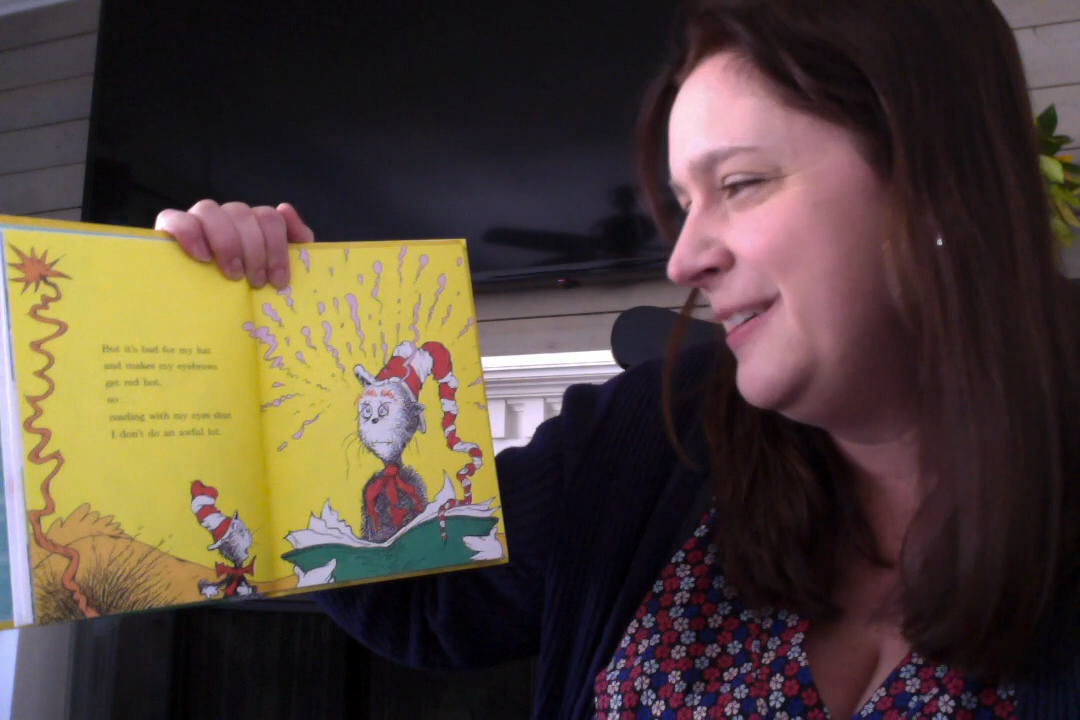 But it's bad for my hat
and makes my eyebrows
get red hot.
so . . .
reading with my eyes shut
I don't do an awful lot.